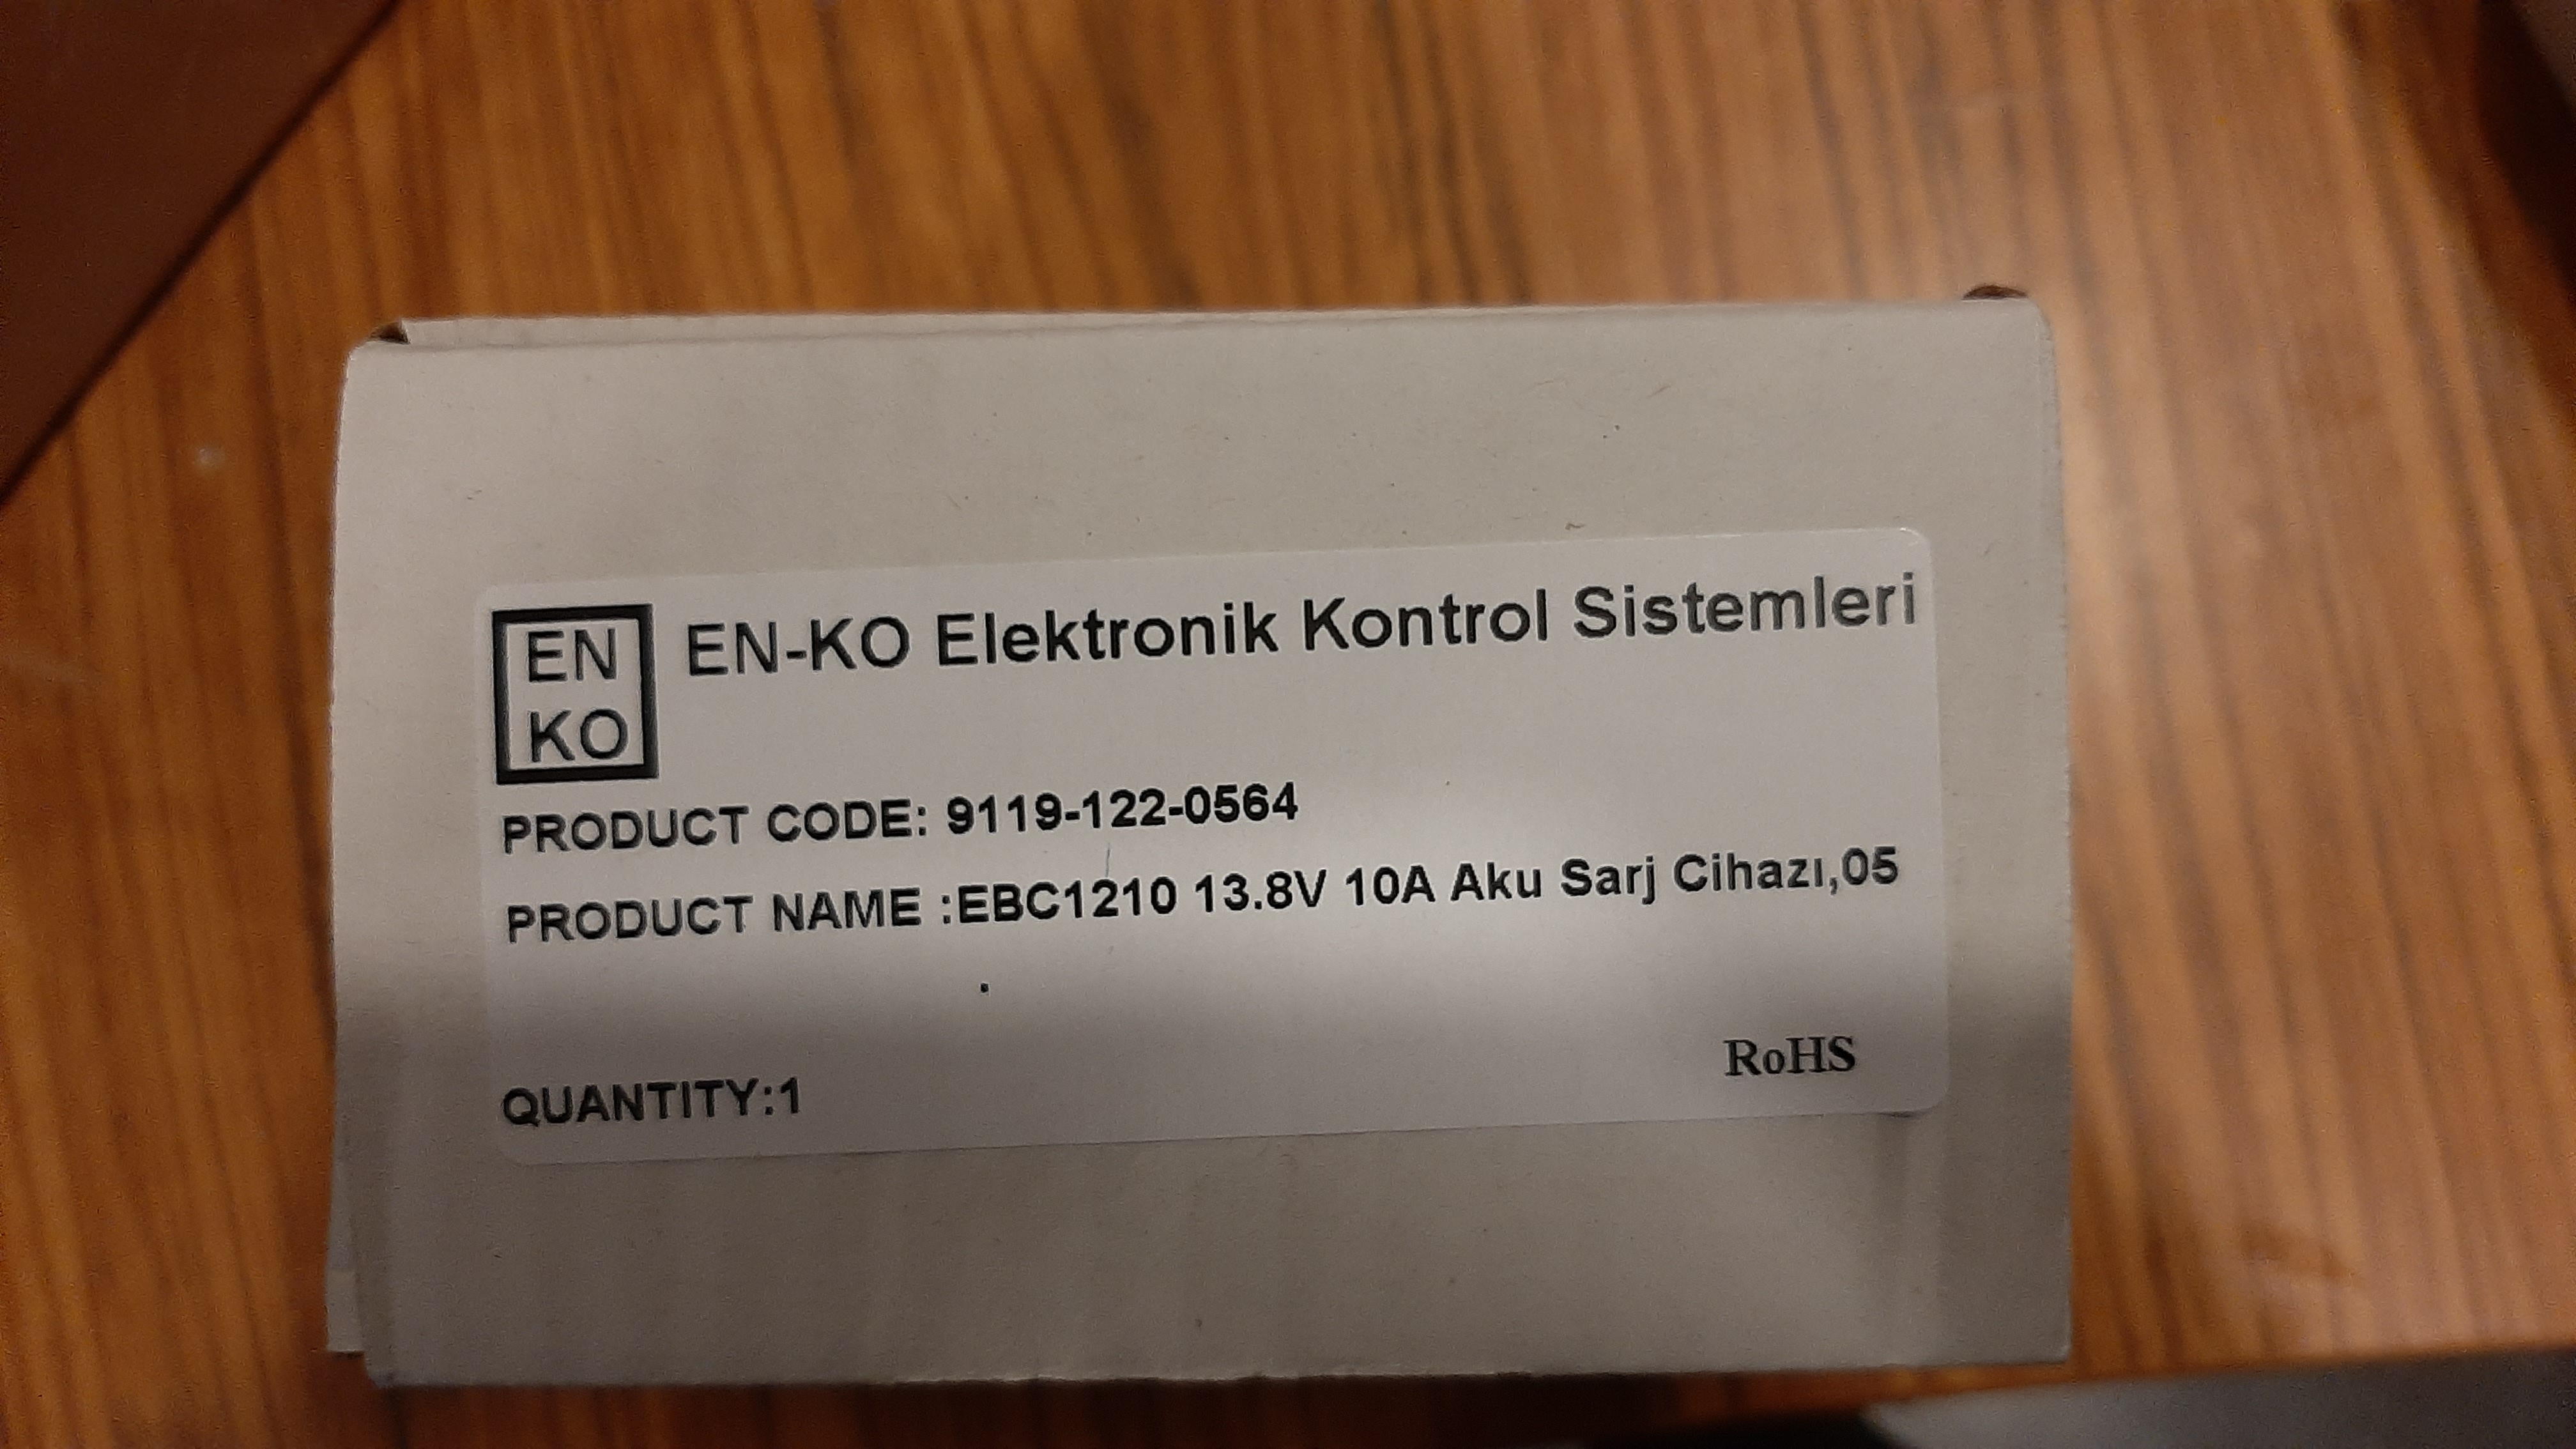 EN
KO
EN-KO Elektronik Kontrol Sistemleri
PRODUCT CODE: 9119-122-0564
PRODUCT NAME :EBC1210 13.8V 10A Aku Sarj Cihazı,05
QUANTITY:1
RoHS